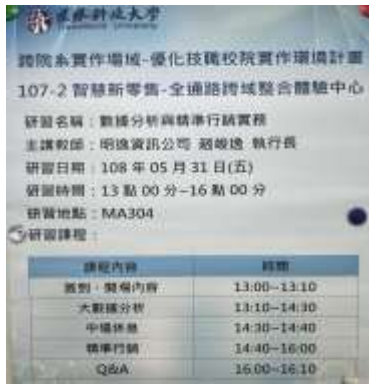 科技大學
跨院系實作場域-優化技職校院實作環境計畫
107-2 智慧新零售-全通路跨域整合體驗中心
研習名稱：數據分析與精準行銷實務
主講教師：明逸資訊公司 趙峻逸 執行長
研習日期：108 年 05 月 31 日(五)
研習時間：13 點 00 分-16 點 00 分
研習地點：MA304
研習課程：
課程內容 時間
簽到、開場內容 13:00--13:10
大數據分析 13:10--14:30
中場休息 14:30--14:40
精準行銷 14:40--16:00
Q&A 16:00--16:10